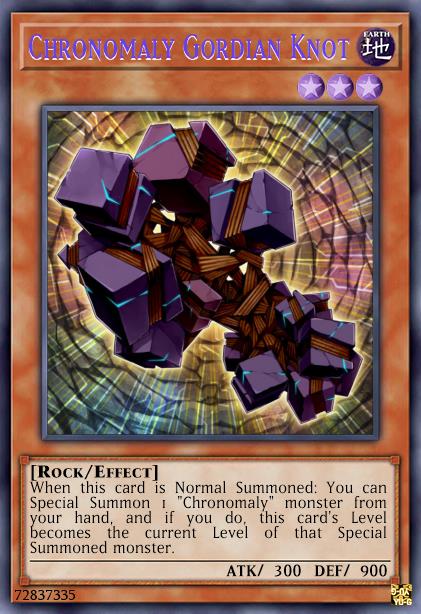 Chronomaly Gordian Knot
EARTH
地
[Rock/Effect]
When this card is Normal Summoned: You can
Special Summon 1 "Chronomaly" monster from
your hand, and if you do, this card's Level
becomes the current Level of that Special
Summoned monster.
ATK/ 300 DEF/ 900
72837335